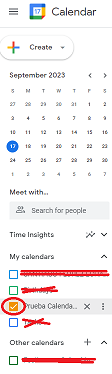 17 Calendar
Create
September 2023
S M T W T F S
27 28 29 30 31 1 2
3 4 5 6 7 8 9
10 11 12 13 14 15 16
17 18 19 20 21 22 23
24 25 26 27 28 29 30
1 2 3 4 5 6 7
Meet with...
Search for people
Time Insights
My calendars
Prueba Calenda...
Other calendars